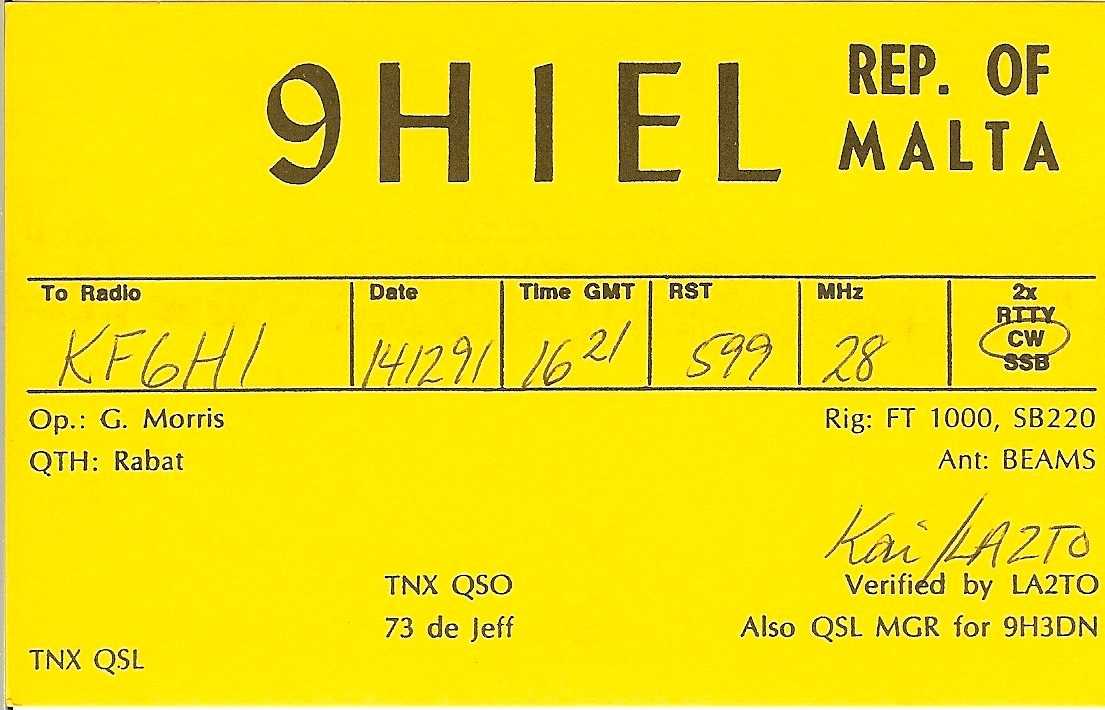 9H1EL
REP. OF
MALTA
To Radio Date Time GMT RST MHz 2x
RTTY
CW
SSB
KF6HI 141291 1621 599 28
Op.: G. Morris
Rig: FT 1000, SB220
QTH: Rabat
Ant: BEAMS
Kai/LA2TO
TNX QSO
Verified by LA2TO
73 de Jeff
Also QSL MGR for 9H3DN
TNX QSL